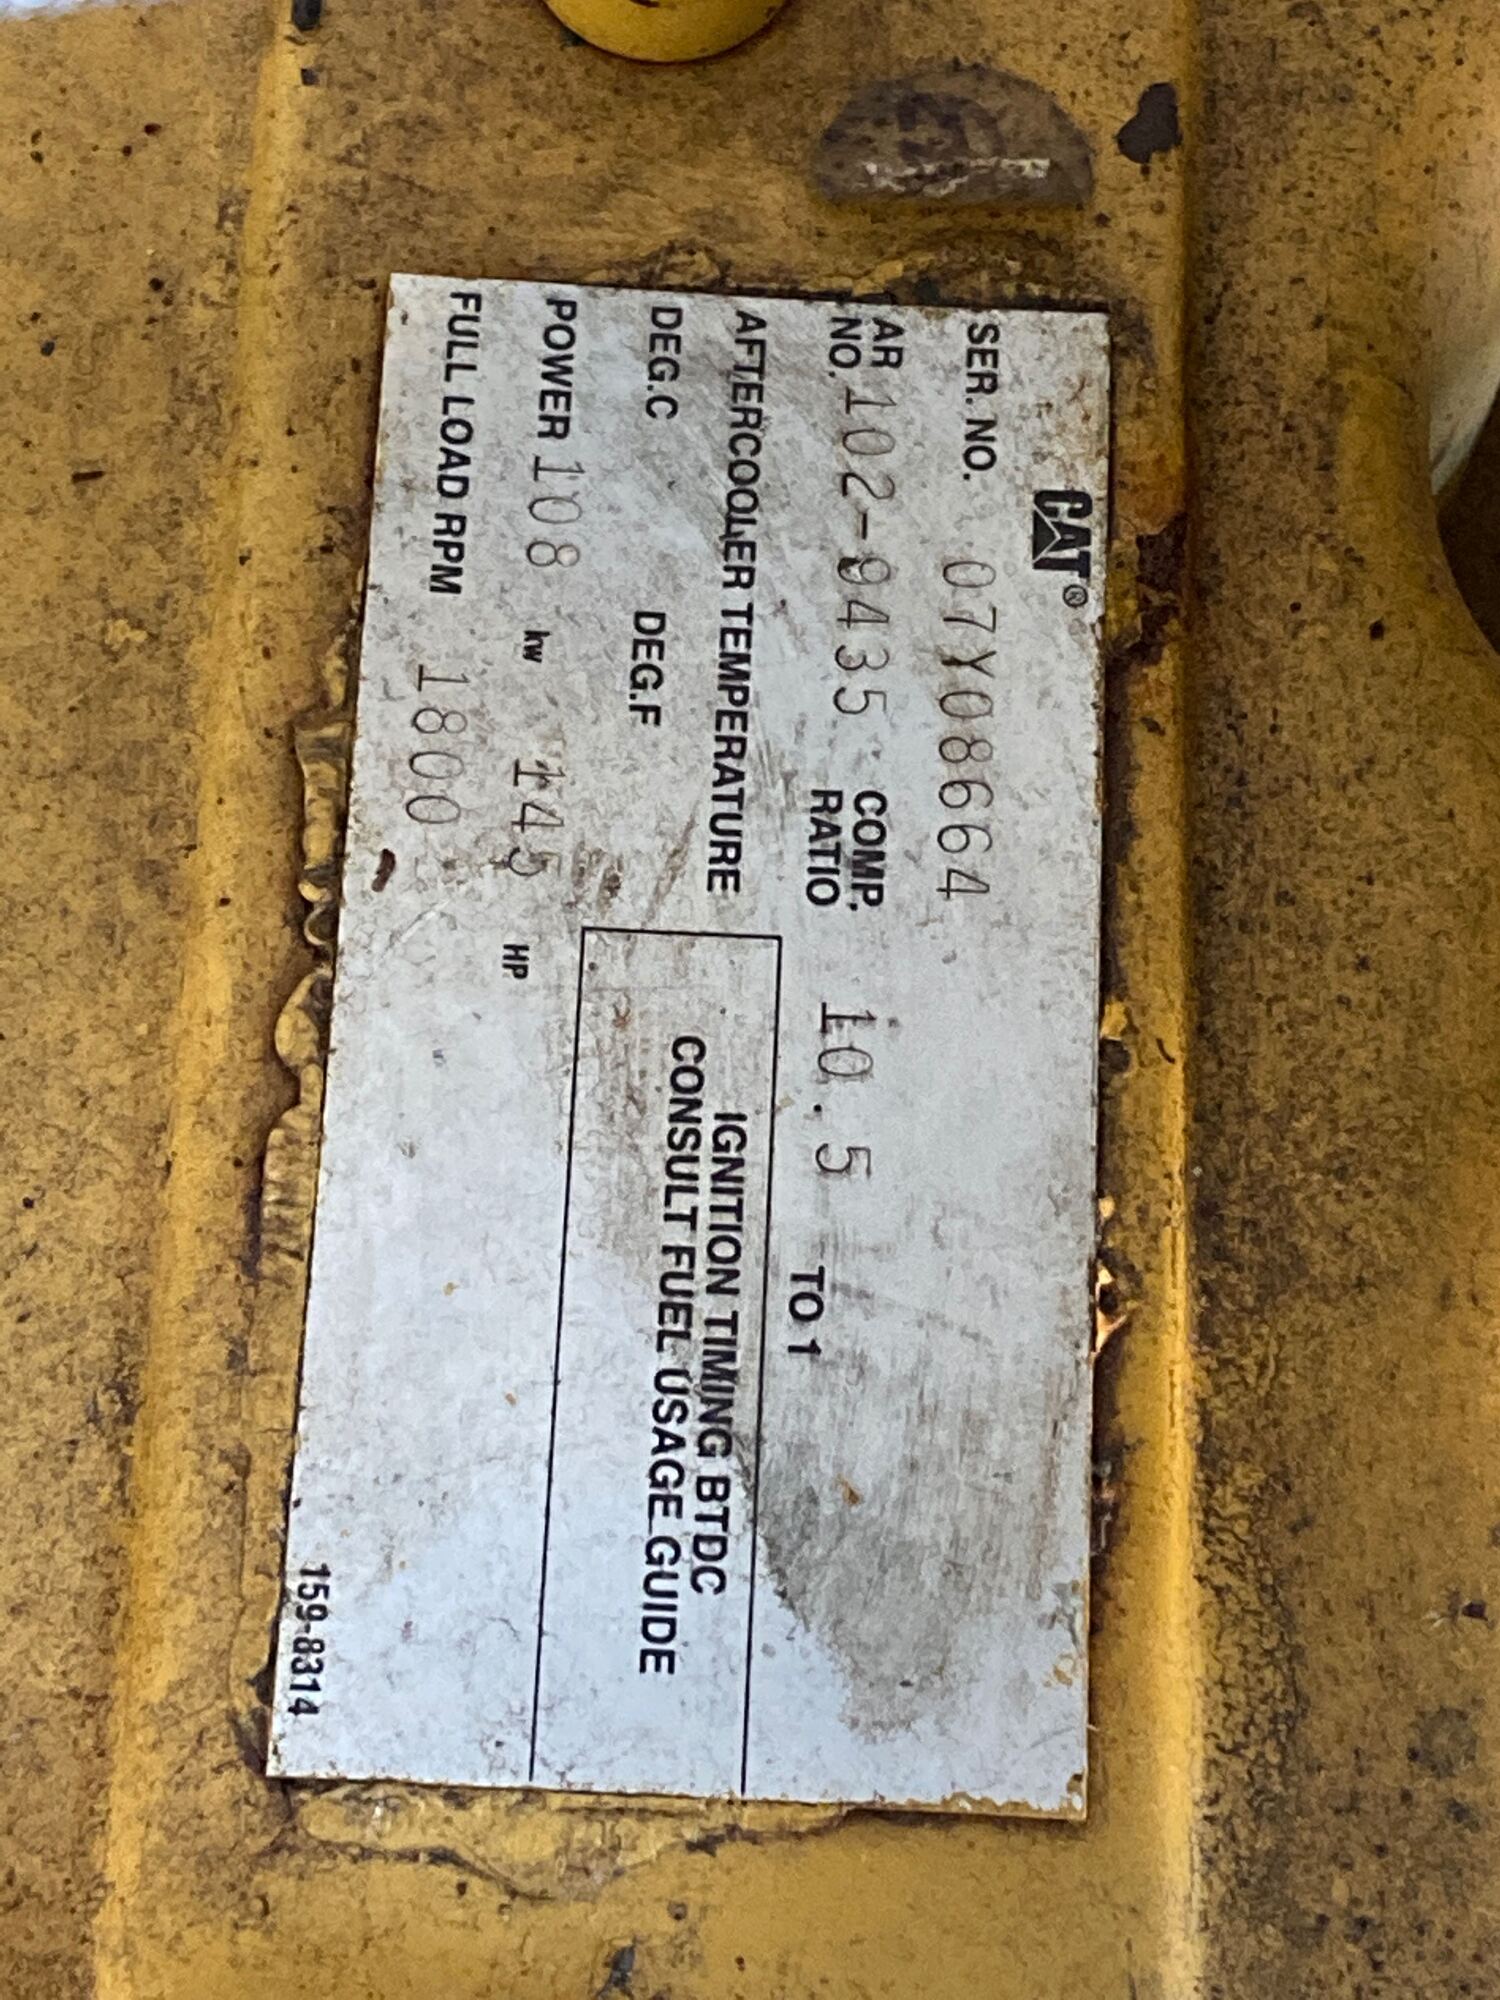 CAT®
SER. NO. 07Y08664
AR NO. 102-9435 COMP. RATIO 10.5 TO 1
AFTERCOOLER TEMPERATURE
DEG.C DEG.F
IGNITION TIMING BTDC
CONSULT FUEL USAGE GUIDE
POWER 108 kw 145 HP
FULL LOAD RPM 1800
159-8314